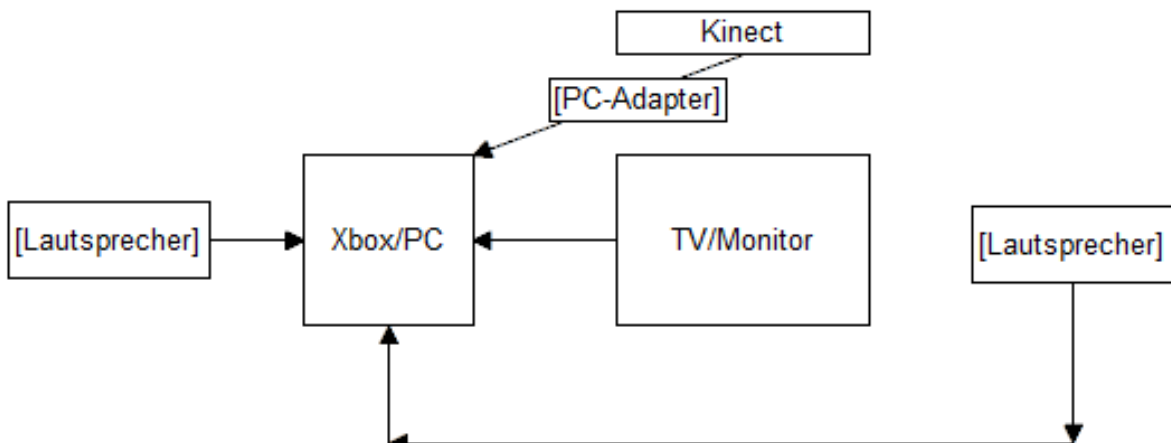 Kinect
[PC-Adapter]
[Lautsprecher]
Xbox/PC
TV/Monitor
[Lautsprecher]